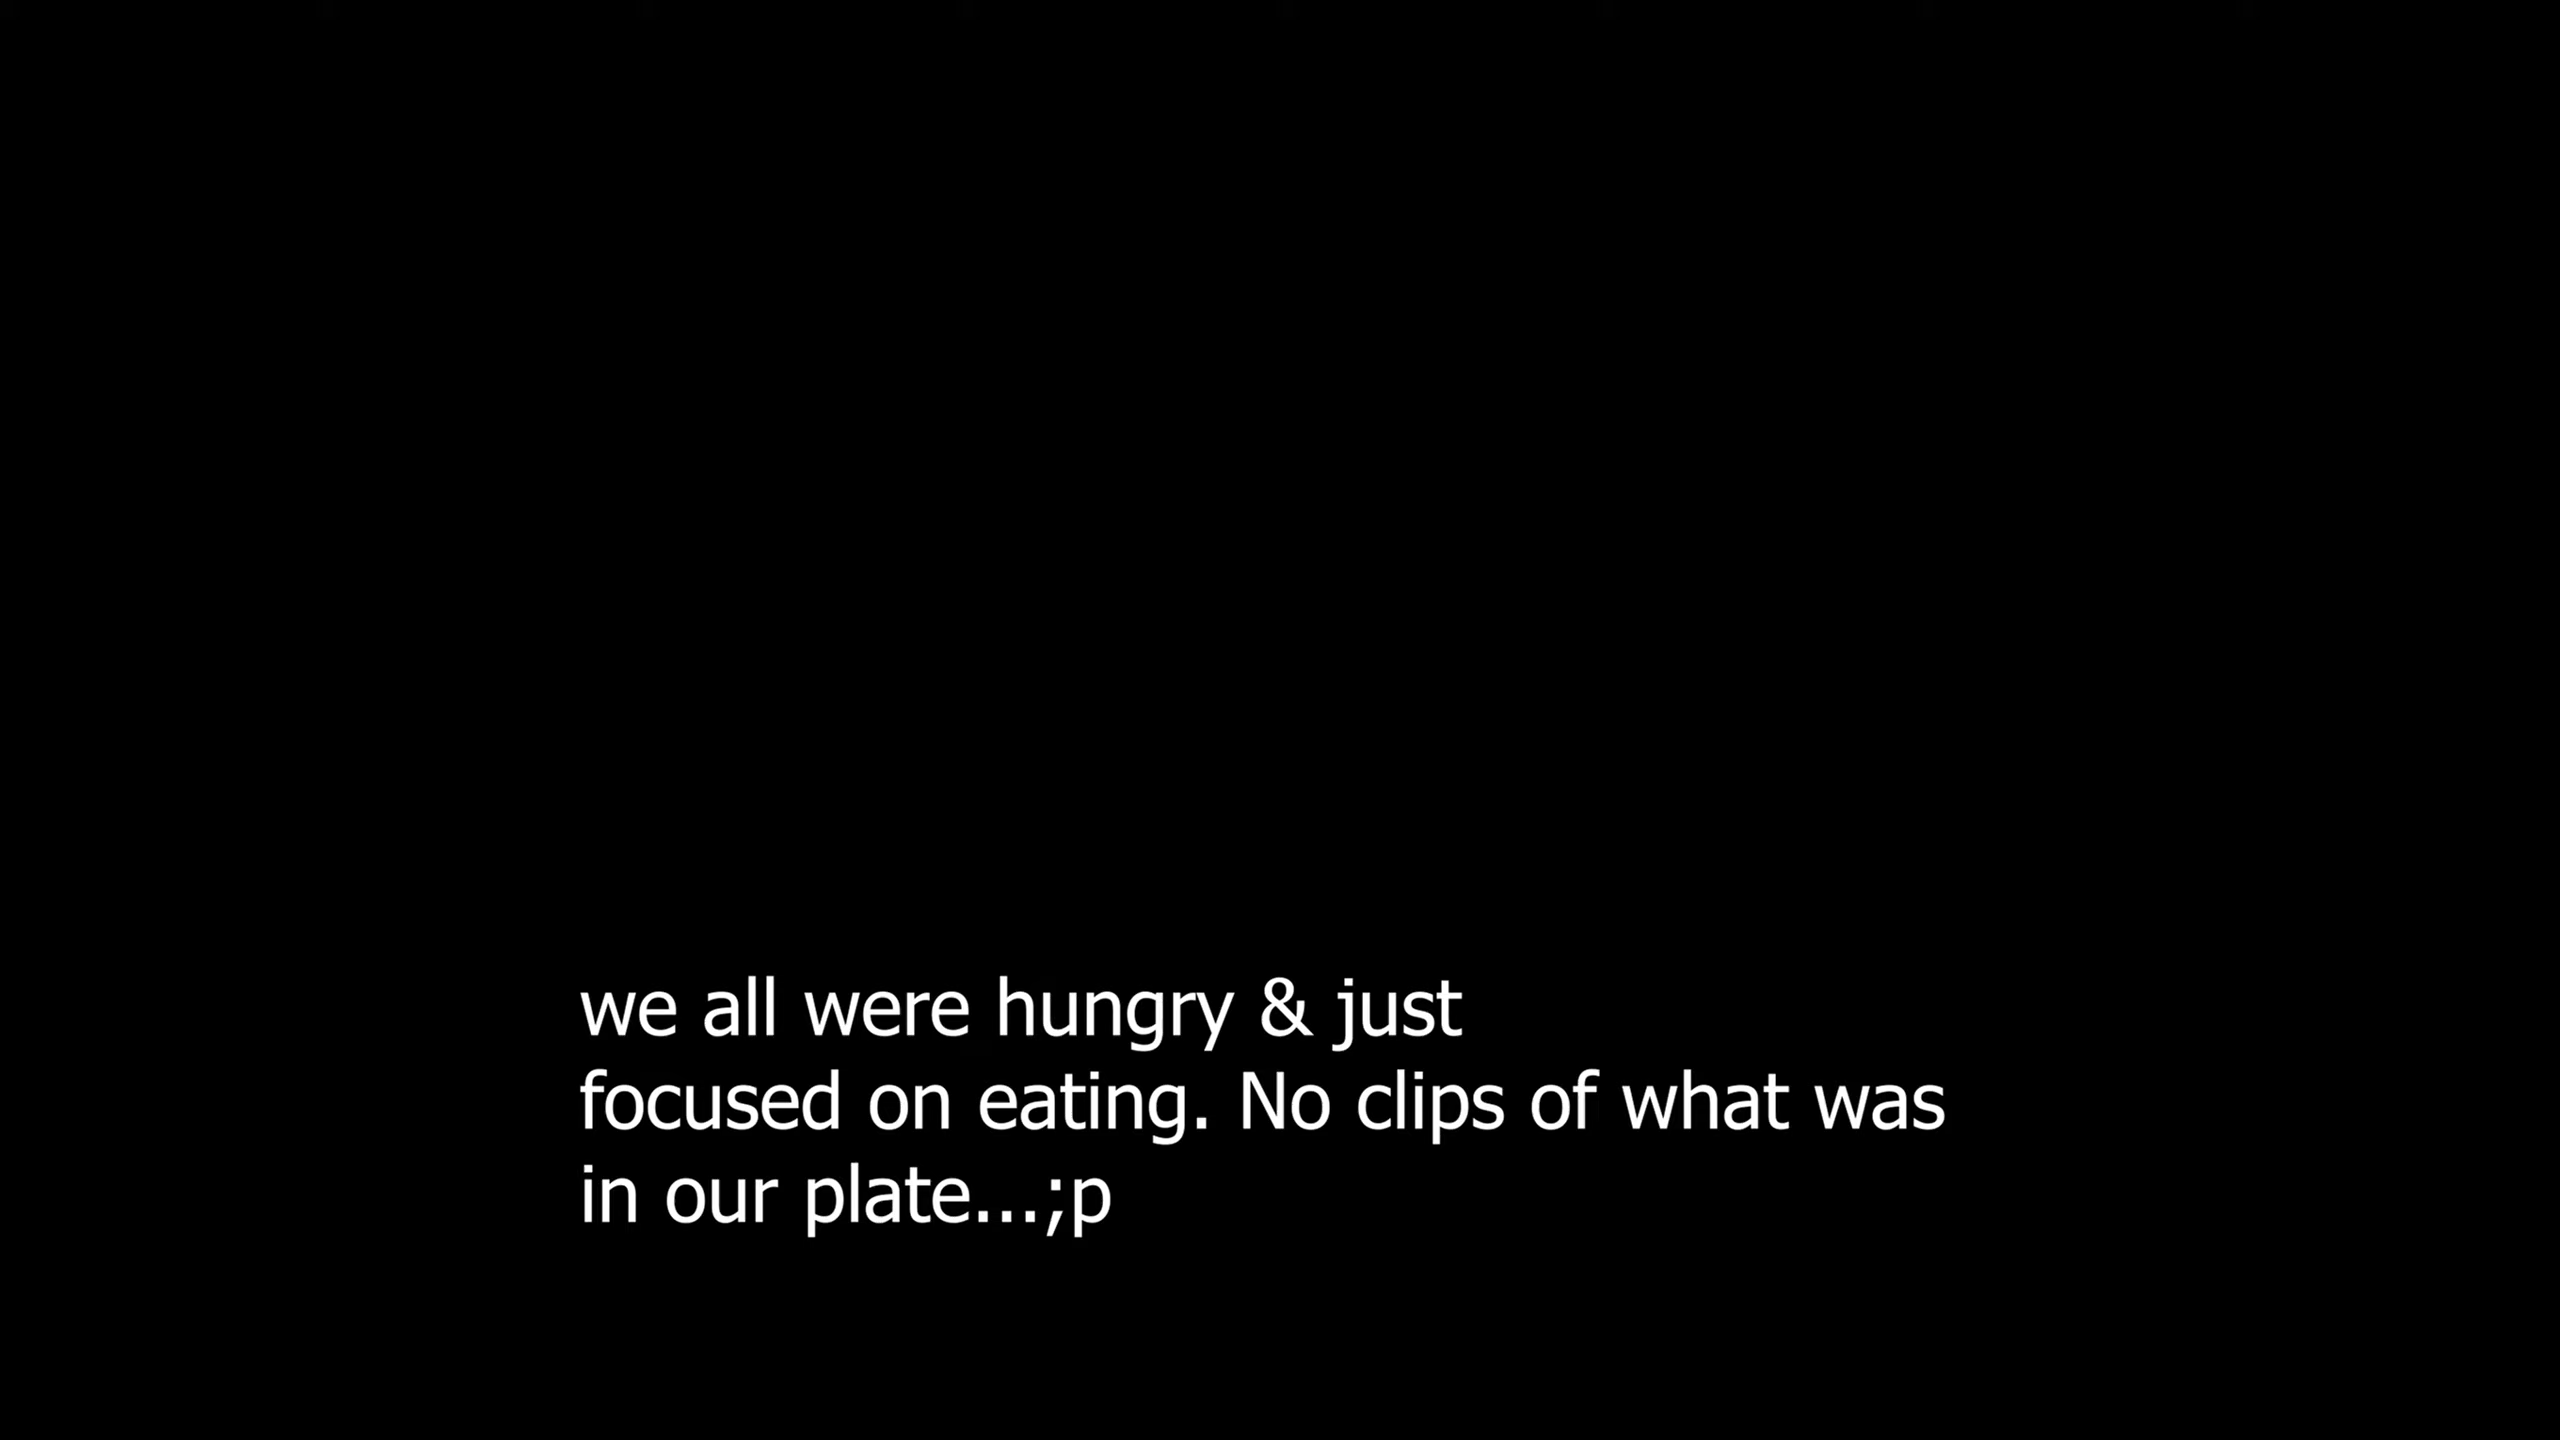 we all were hungry & just
focused on eating. No clips of what was
in our plate...;p